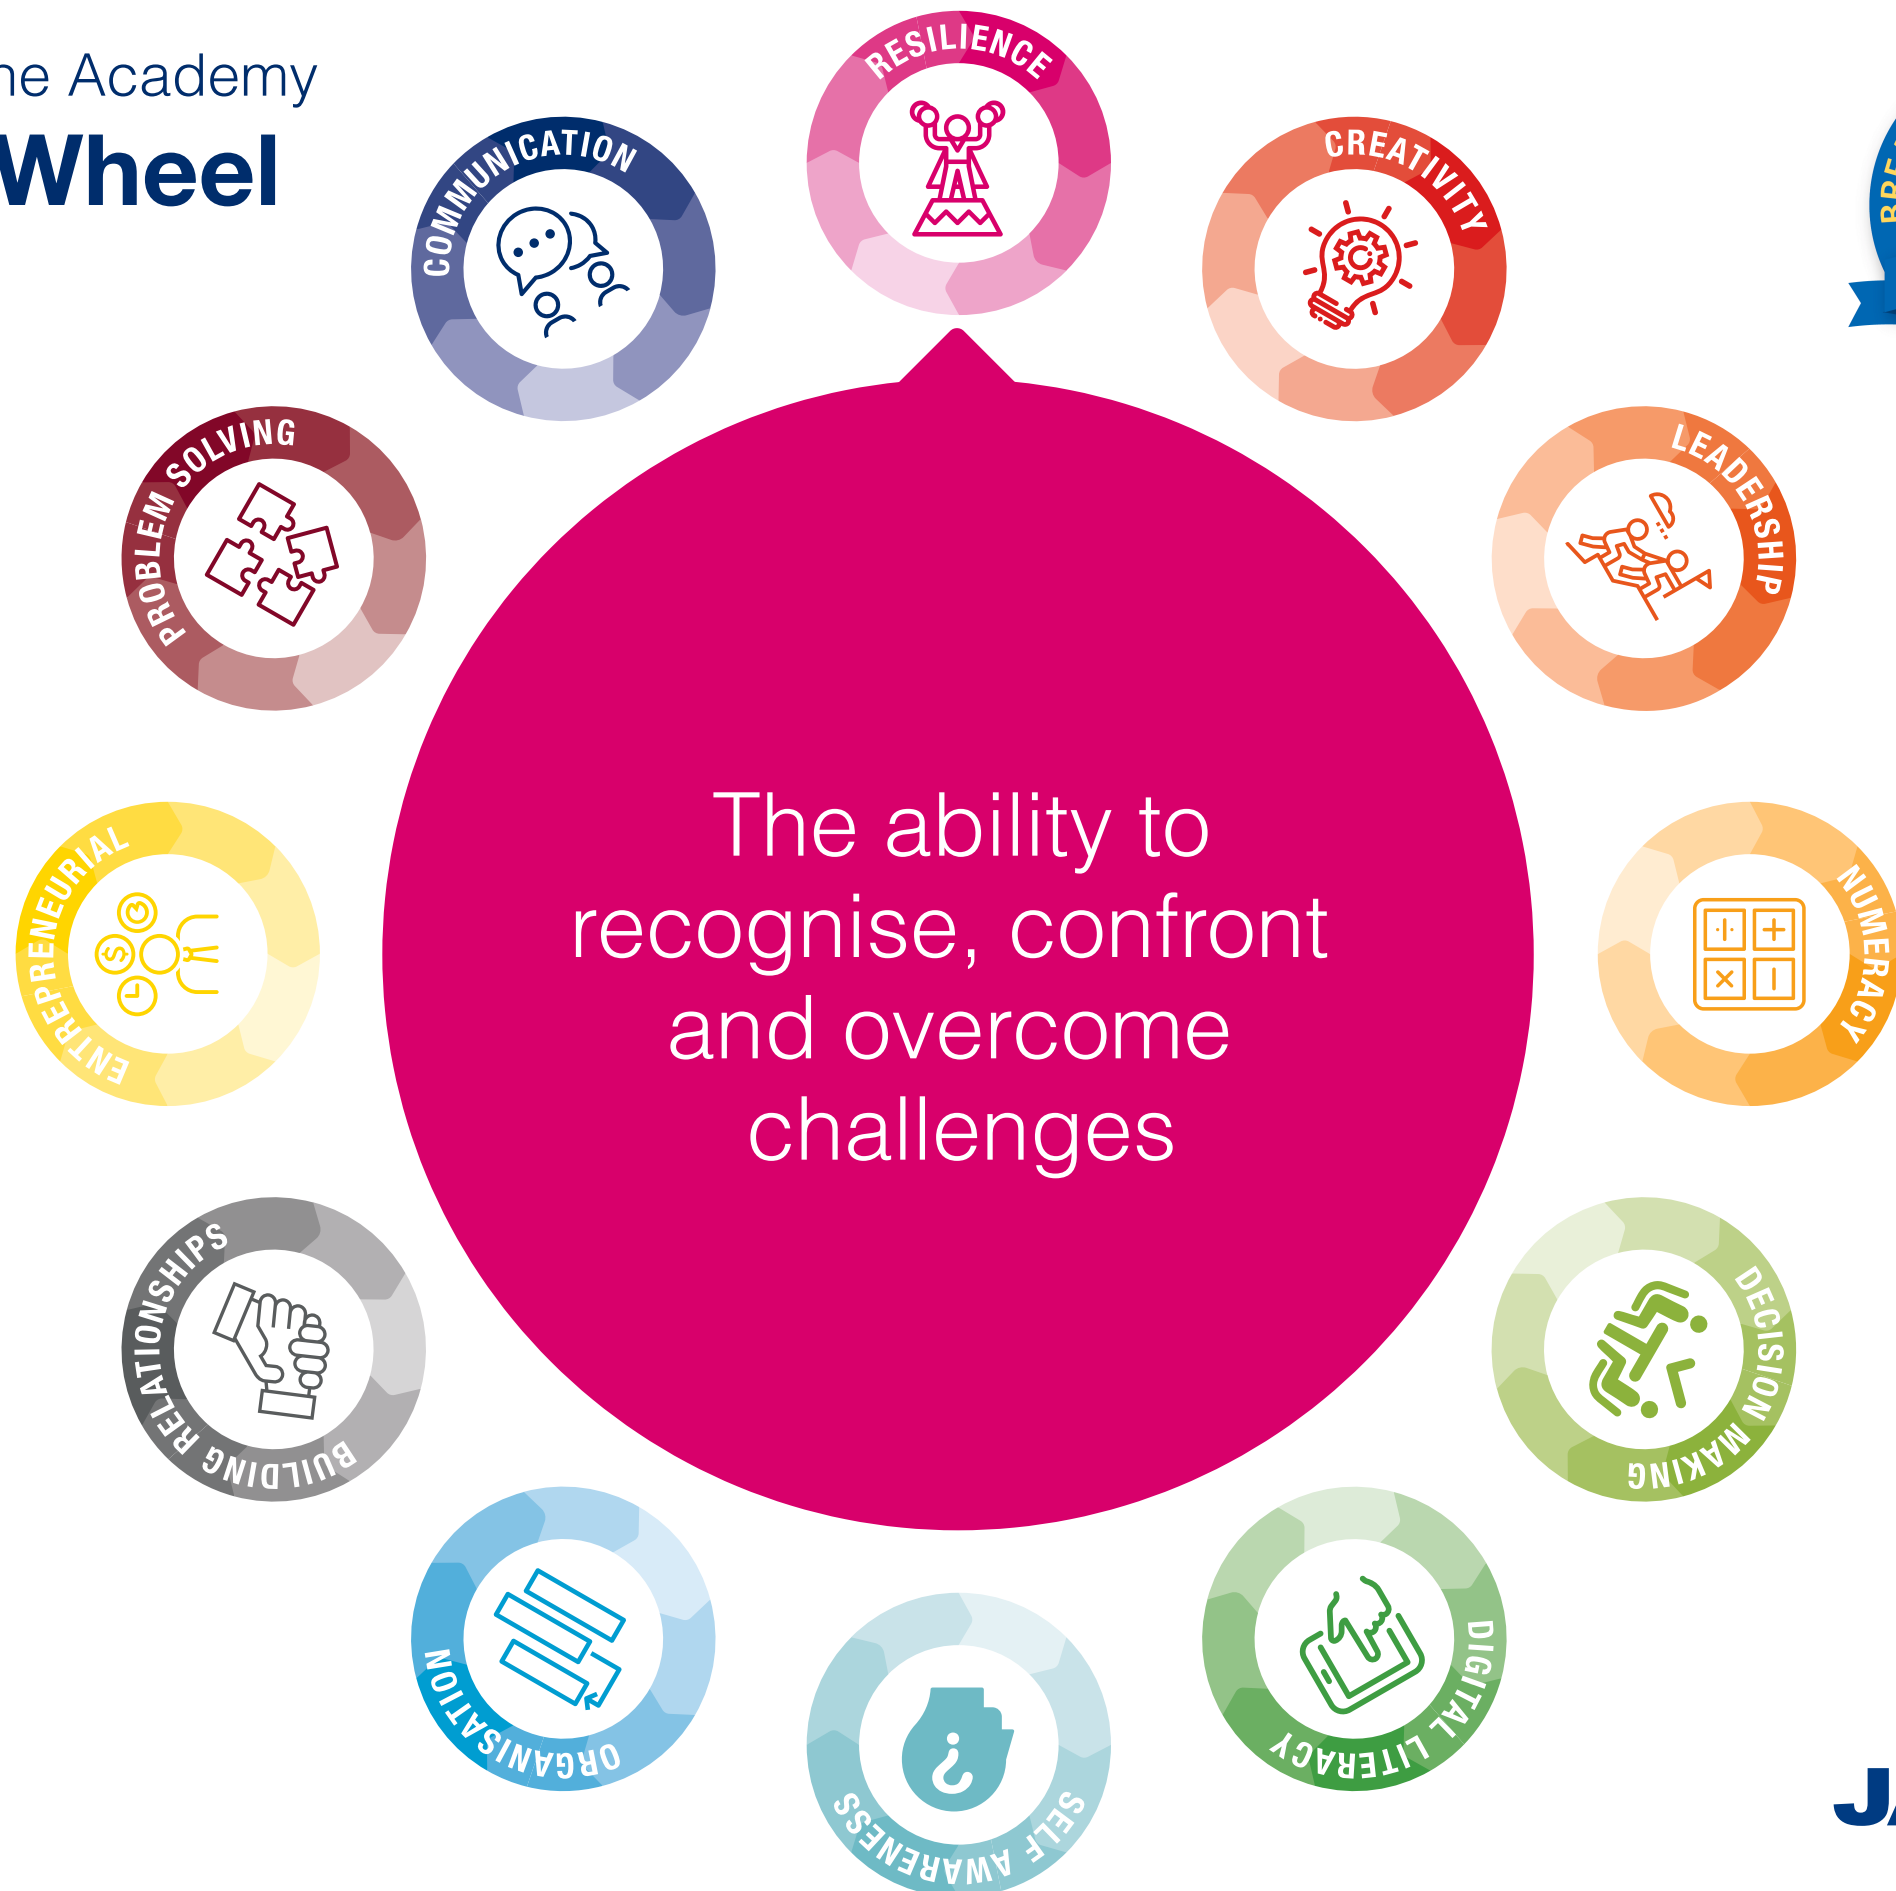 ne Academy
Wheel
RESILIENCE
CREATIVITY
LEADERSHIP
NUMERACY
DECISION MAKING
DIGITAL LITERACY
SELF AWARENESS
ORGANISATION
BUILDING RELATIONSHIPS
ENTREPRENEURIAL
PROBLEM SOLVING
COMMUNICATION
The ability to
recognise, confront
and overcome
challenges